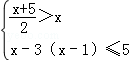 { (x+5)/2 > x
x－3（x－1）≤5